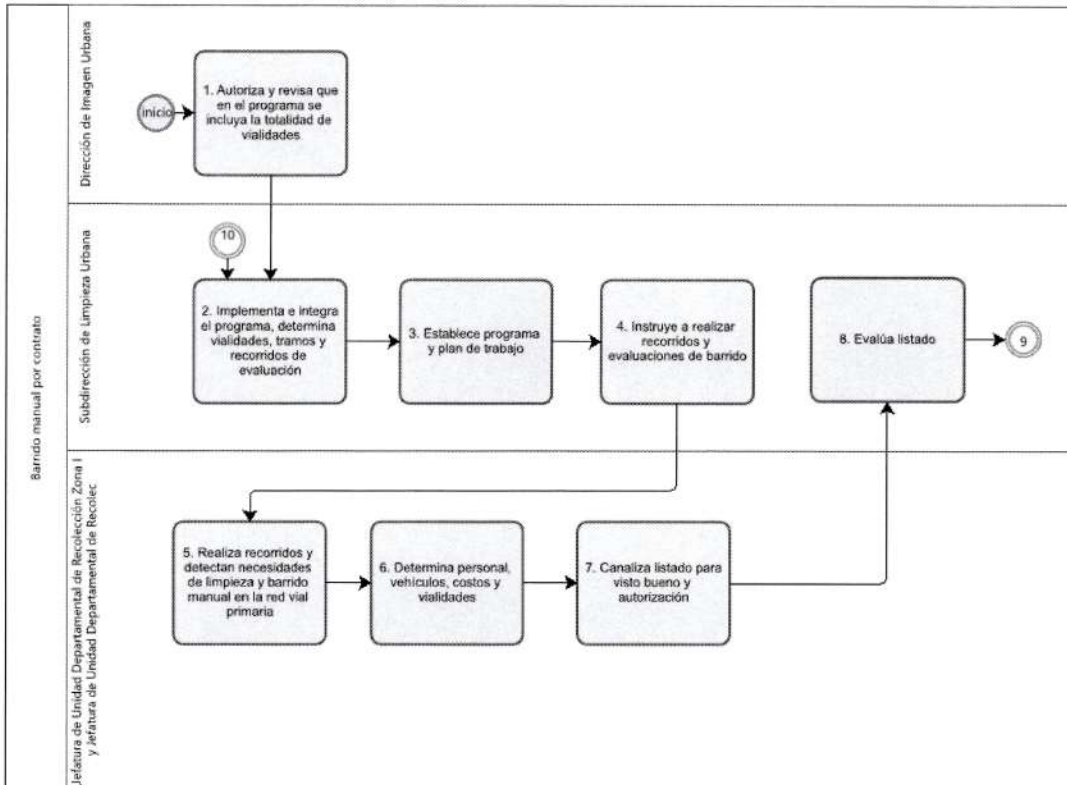 Barrido manual por contrato
Dirección de Imagen Urbana
inicio
1. Autoriza y revisa que
en el programa se
incluya la totalidad de
vialidades
Subdirección de Limpieza Urbana
10
2. Implementa e integra
el programa, determina
vialidades, tramos y
recorridos de
evaluación
3. Establece programa
y plan de trabajo
4. Instruye a realizar
recorridos y
evaluaciones de barrido
8. Evalúa listado
9
Jefatura de Unidad Departamental de Recolección Zona I
y Jefatura de Unidad Departamental de Recolec
5. Realiza recorridos y
detectan necesidades
de limpieza y barrido
manual en la red vial
primaria
6. Determina personal,
vehículos, costos y
vialidades
7. Canaliza listado para
visto bueno y
autorización